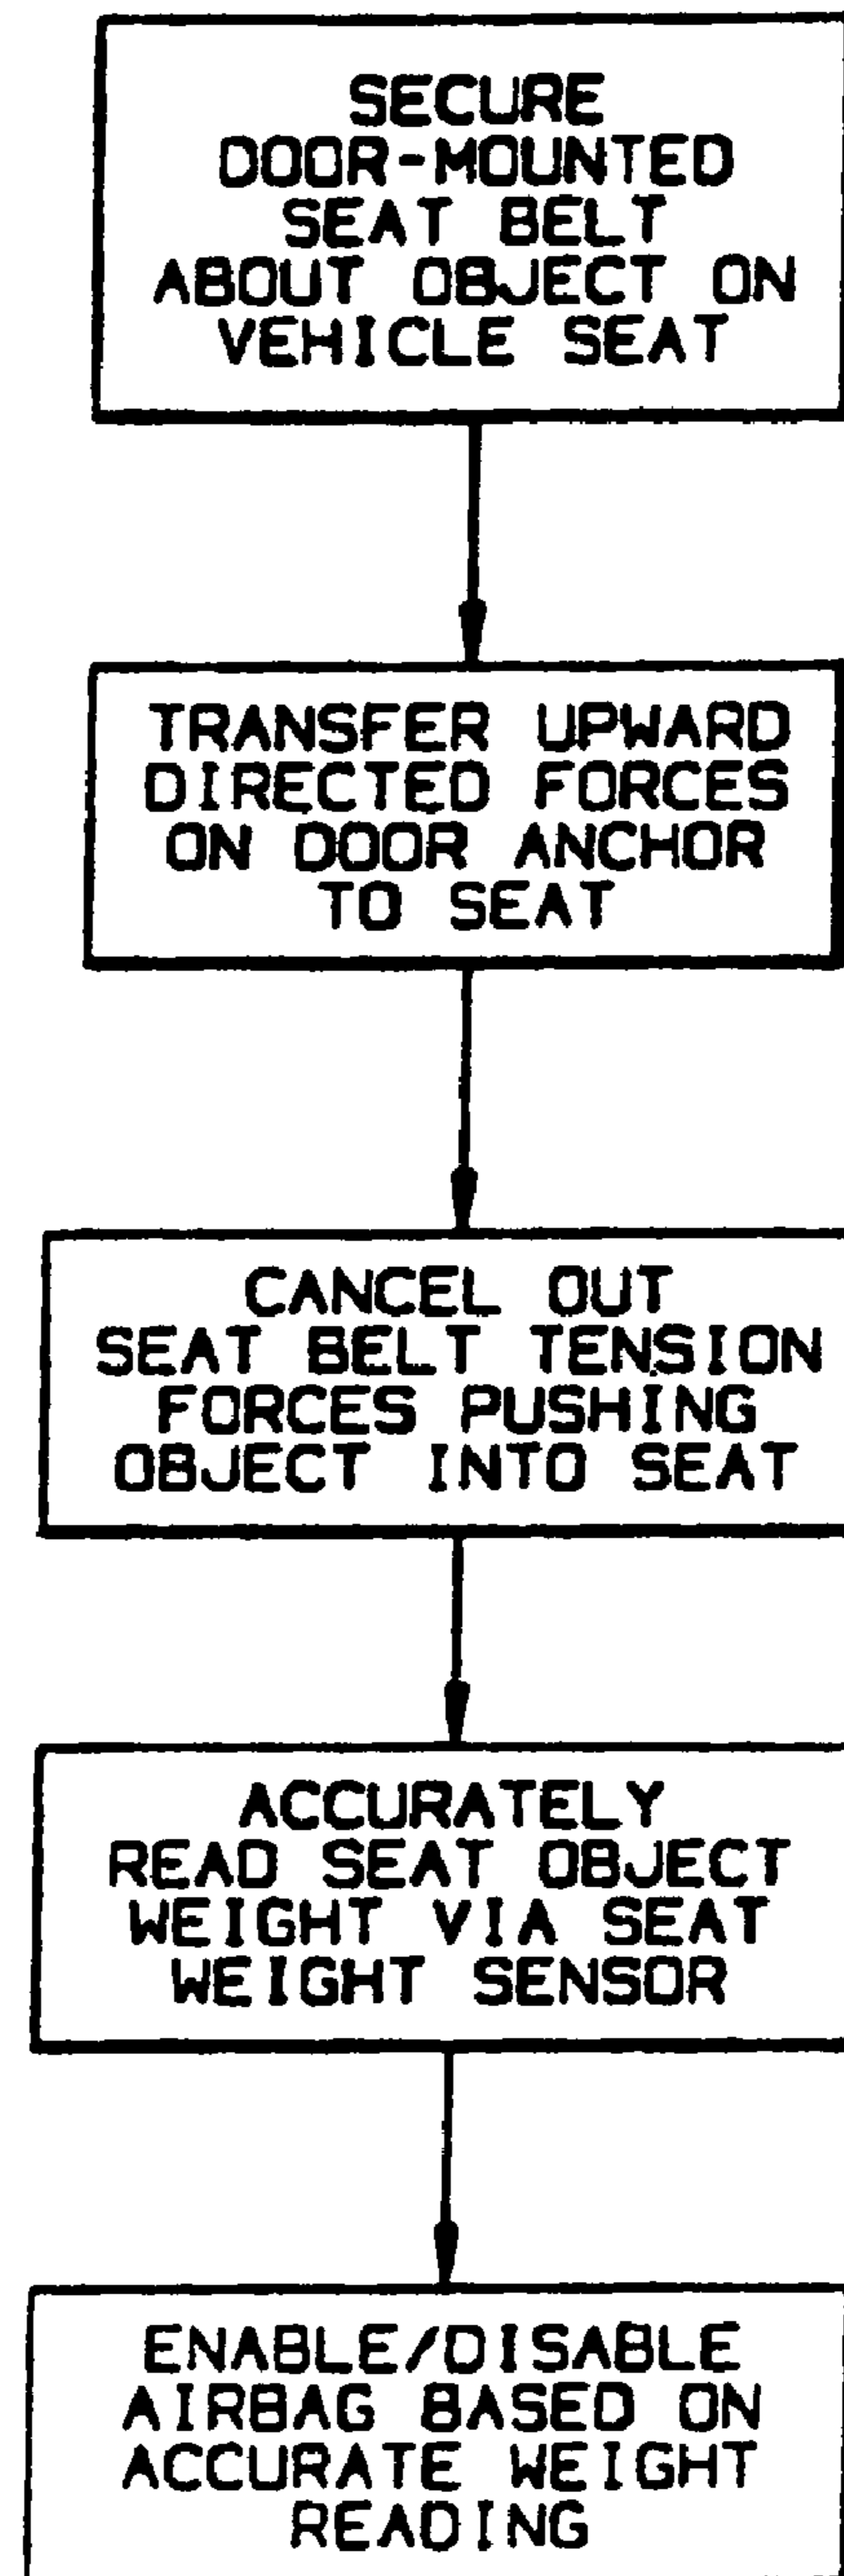 SECURE
DOOR-MOUNTED
SEAT BELT
ABOUT OBJECT ON
VEHICLE SEAT
TRANSFER UPWARD
DIRECTED FORCES
ON DOOR ANCHOR
TO SEAT
CANCEL OUT
SEAT BELT TENSION
FORCES PUSHING
OBJECT INTO SEAT
ACCURATELY
READ SEAT OBJECT
WEIGHT VIA SEAT
WEIGHT SENSOR
ENABLE/DISABLE
AIRBAG BASED ON
ACCURATE WEIGHT
READING